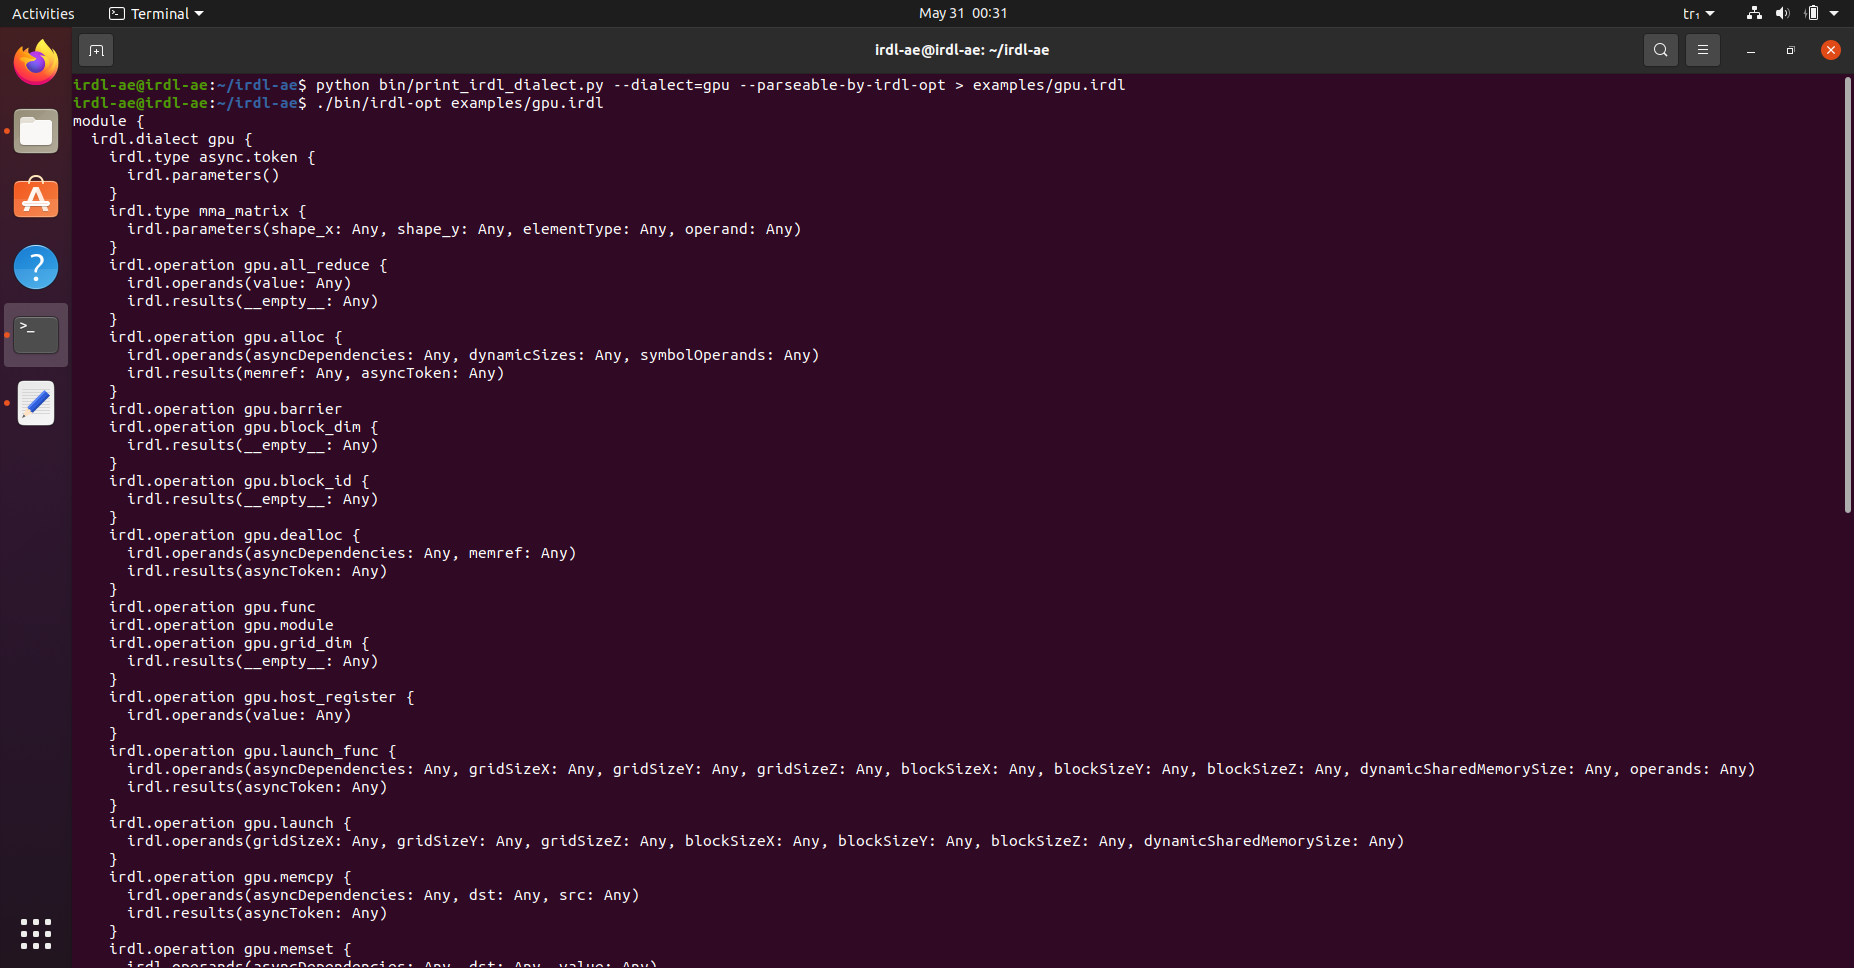 Activities Terminal May 31 00:31 tr₁
irdl-ae@irdl-ae: ~/irdl-ae
irdl-ae@irdl-ae:~/irdl-ae$ python bin/print_irdl_dialect.py --dialect=gpu --parseable-by-irdl-opt > examples/gpu.irdl
irdl-ae@irdl-ae:~/irdl-ae$ ./bin/irdl-opt examples/gpu.irdl
module {
  irdl.dialect gpu {
    irdl.type async.token {
      irdl.parameters()
    }
    irdl.type mma_matrix {
      irdl.parameters(shape_x: Any, shape_y: Any, elementType: Any, operand: Any)
    }
    irdl.operation gpu.all_reduce {
      irdl.operands(value: Any)
      irdl.results(__empty__: Any)
    }
    irdl.operation gpu.alloc {
      irdl.operands(asyncDependencies: Any, dynamicSizes: Any, symbolOperands: Any)
      irdl.results(memref: Any, asyncToken: Any)
    }
    irdl.operation gpu.barrier
    irdl.operation gpu.block_dim {
      irdl.results(__empty__: Any)
    }
    irdl.operation gpu.block_id {
      irdl.results(__empty__: Any)
    }
    irdl.operation gpu.dealloc {
      irdl.operands(asyncDependencies: Any, memref: Any)
      irdl.results(asyncToken: Any)
    }
    irdl.operation gpu.func
    irdl.operation gpu.module
    irdl.operation gpu.grid_dim {
      irdl.results(__empty__: Any)
    }
    irdl.operation gpu.host_register {
      irdl.operands(value: Any)
    }
    irdl.operation gpu.launch_func {
      irdl.operands(asyncDependencies: Any, gridSizeX: Any, gridSizeY: Any, gridSizeZ: Any, blockSizeX: Any, blockSizeY: Any, blockSizeZ: Any, dynamicSharedMemorySize: Any, operands: Any)
      irdl.results(asyncToken: Any)
    }
    irdl.operation gpu.launch {
      irdl.operands(gridSizeX: Any, gridSizeY: Any, gridSizeZ: Any, blockSizeX: Any, blockSizeY: Any, blockSizeZ: Any, dynamicSharedMemorySize: Any)
    }
    irdl.operation gpu.memcpy {
      irdl.operands(asyncDependencies: Any, dst: Any, src: Any)
      irdl.results(asyncToken: Any)
    }
    irdl.operation gpu.memset {
      irdl.operands(asyncDependencies: Any, dst: Any, value: Any)